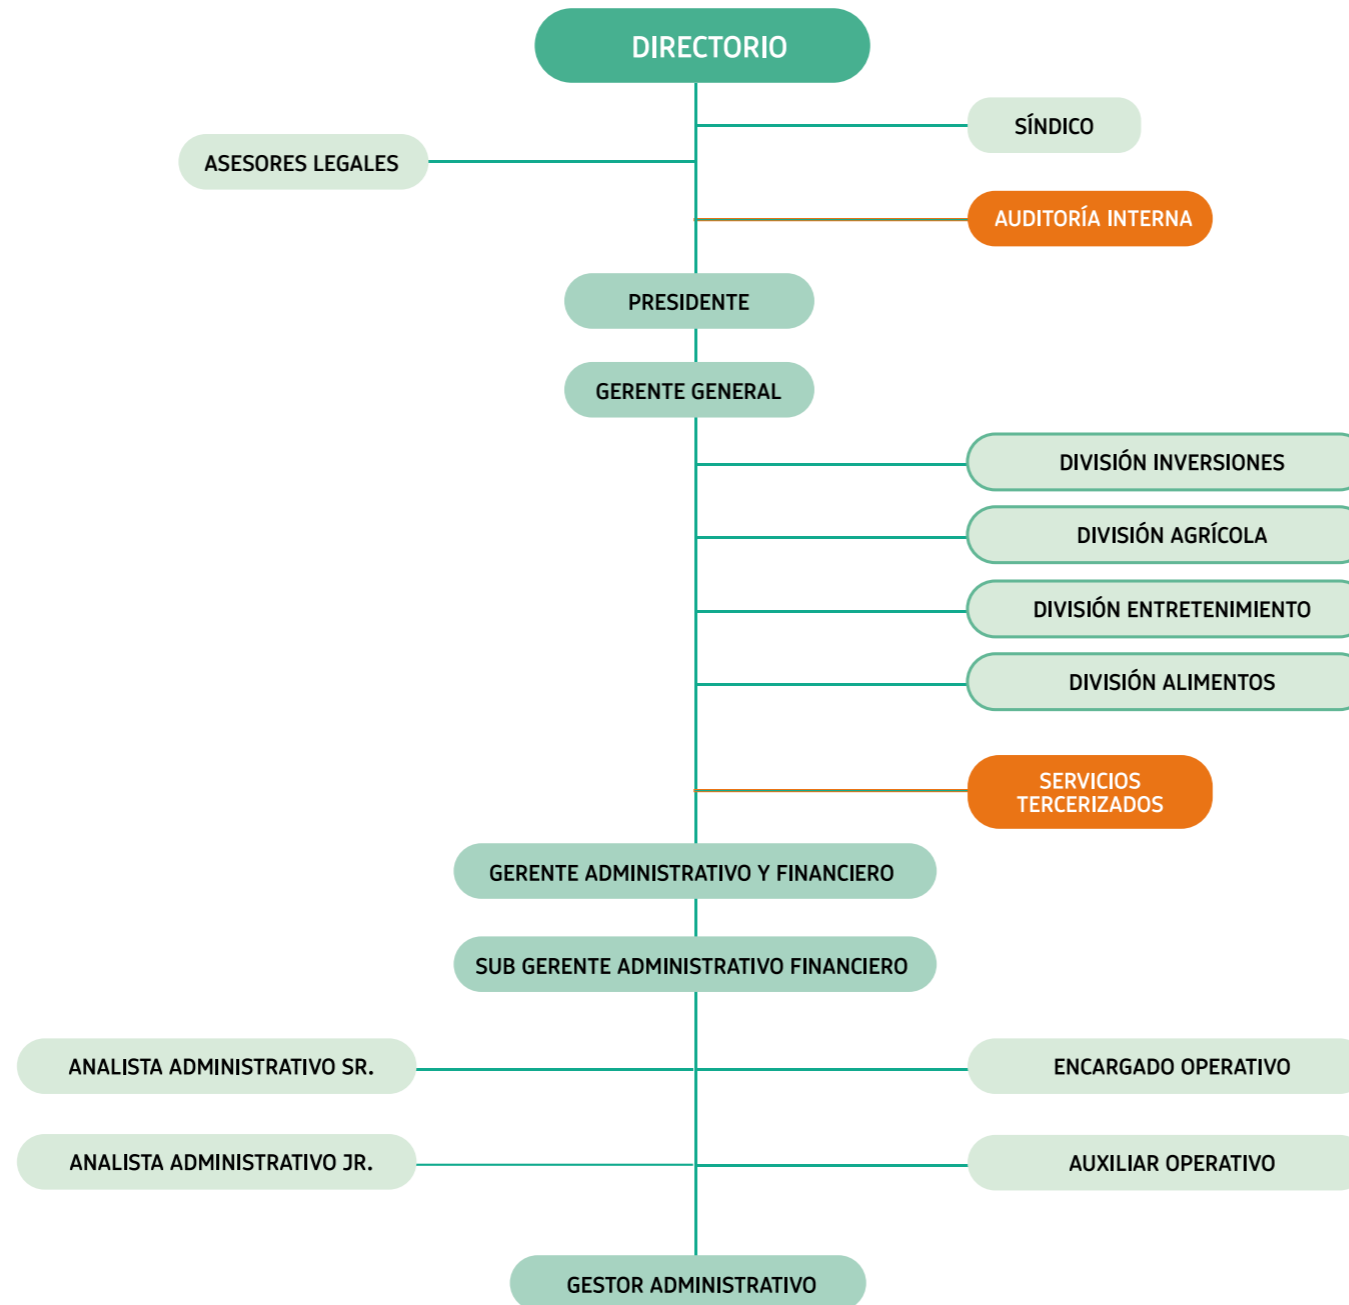 DIRECTORIO
SÍNDICO
ASESORES LEGALES
AUDITORÍA INTERNA
PRESIDENTE
GERENTE GENERAL
DIVISIÓN INVERSIONES
DIVISIÓN AGRÍCOLA
DIVISIÓN ENTRETENIMIENTO
DIVISIÓN ALIMENTOS
SERVICIOS
TERCERIZADOS
GERENTE ADMINISTRATIVO Y FINANCIERO
SUB GERENTE ADMINISTRATIVO FINANCIERO
ANALISTA ADMINISTRATIVO SR.
ENCARGADO OPERATIVO
ANALISTA ADMINISTRATIVO JR.
AUXILIAR OPERATIVO
GESTOR ADMINISTRATIVO